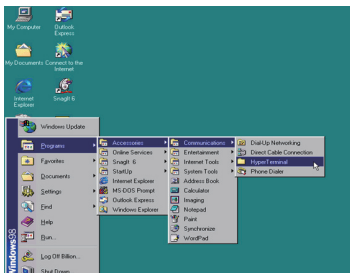 My Computer
Outlook
Express
My Documents
Connect to the
Internet
Internet
Explorer
SnagIt 6
Windows Update
Programs
Favorites
Documents
Settings
Find
Help
Run...
Log Off Billion...
Shut Down...
Windows98
Accessories
Online Services
SnagIt 6
StartUp
Internet Explorer
MS-DOS Prompt
Windows Explorer
Communications
Entertainment
Internet Tools
System Tools
Address Book
Calculator
Imaging
Notepad
Paint
Synchronize
WordPad
Dial-Up Networking
Direct Cable Connection
HyperTerminal
Phone Dialer